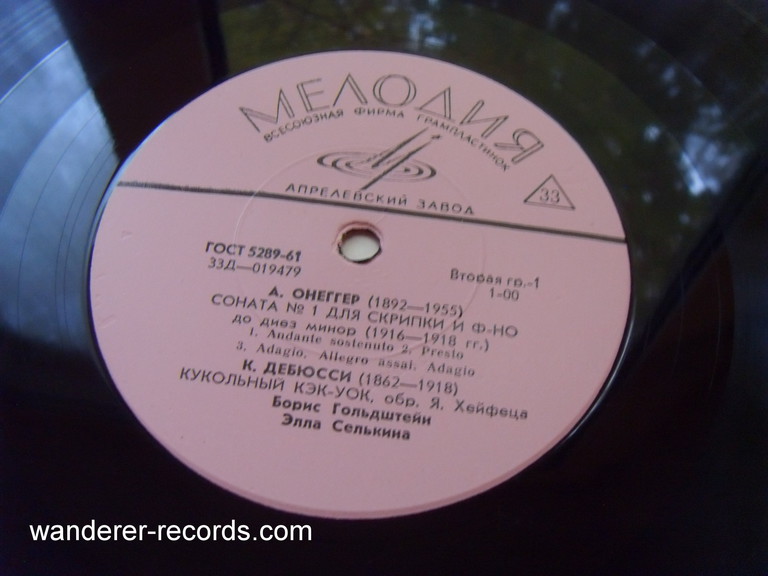 МЕЛОДИЯ
ВСЕСОЮЗНАЯ ФИРМА ГРАМПЛАСТИНОК
33
АПРЕЛЕВСКИЙ ЗАВОД
ГОСТ 5289-61
33Д—019479
Вторая гр.-1
1-00
А. ОНЕГГЕР (1892—1955)
СОНАТА № 1 ДЛЯ СКРИПКИ И Ф-НО
до диез минор (1916—1918 гг.)
1. Andante sostenuto 2. Presto
3. Adagio. Allegro assai. Adagio
К. ДЕБЮССИ (1862—1918)
КУКОЛЬНЫЙ КЭК-УОК, обр. Я. Хейфеца
Борис Гольдштейн
Элла Селькина
wanderer-records.com